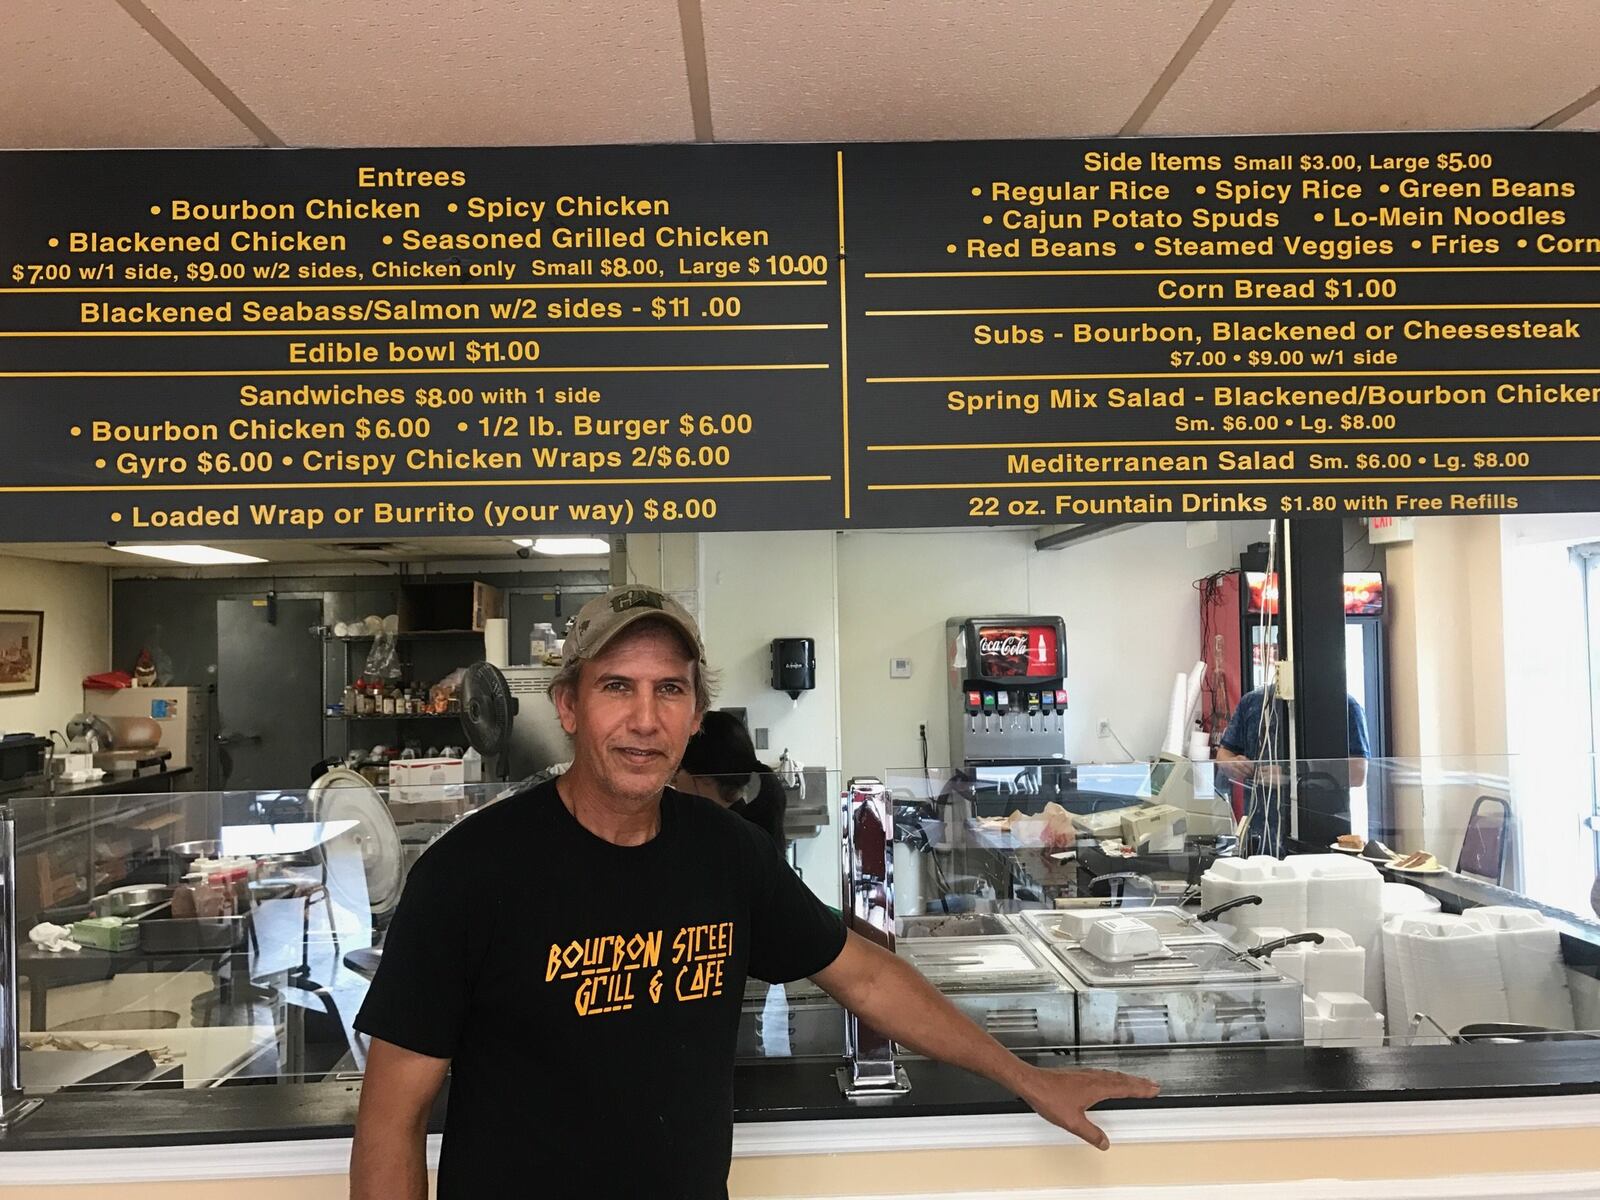 Entrees
• Bourbon Chicken • Spicy Chicken
• Blackened Chicken • Seasoned Grilled Chicken
$7.00 w/1 side, $9.00 w/2 sides, Chicken only Small $8.00, Large $10.00
Blackened Seabass/Salmon w/2 sides - $11.00
Edible bowl $11.00
Sandwiches $8.00 with 1 side
• Bourbon Chicken $6.00 • 1/2 lb. Burger $6.00
• Gyro $6.00 • Crispy Chicken Wraps 2/$6.00
• Loaded Wrap or Burrito (your way) $8.00
Side Items Small $3.00, Large $5.00
• Regular Rice • Spicy Rice • Green Beans
• Cajun Potato Spuds • Lo-Mein Noodles
• Red Beans • Steamed Veggies • Fries • Corn
Corn Bread $1.00
Subs - Bourbon, Blackened or Cheesesteak
$7.00 • $9.00 w/1 side
Spring Mix Salad - Blackened/Bourbon Chicken
Sm. $6.00 • Lg. $8.00
Mediterranean Salad Sm. $6.00 • Lg. $8.00
22 oz. Fountain Drinks $1.80 with Free Refills
EXIT
Coca-Cola
BOURBON STREET
GRILL & CAFE